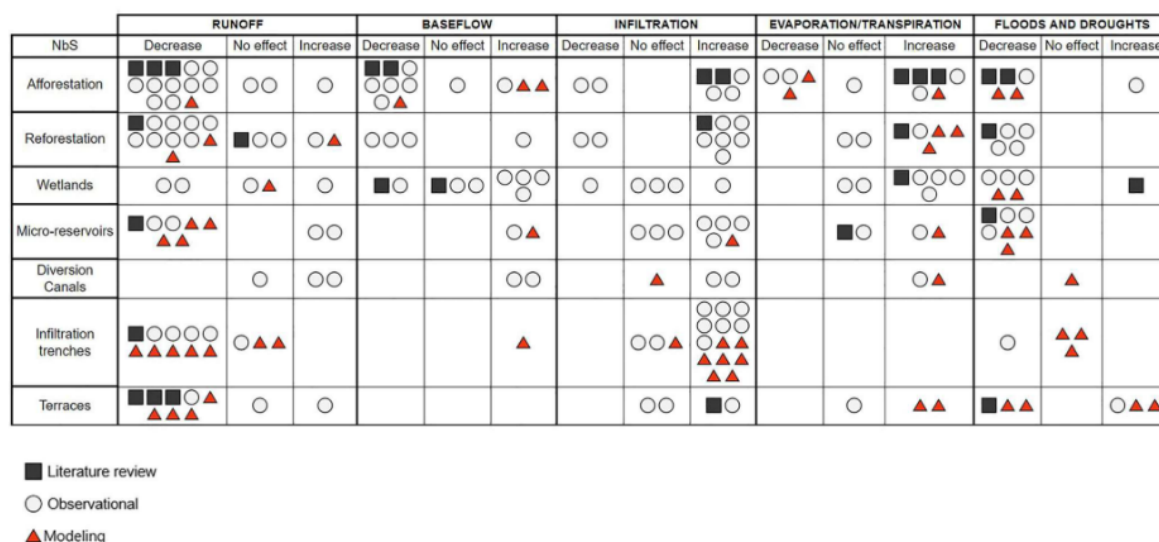 RUNOFF BASEFLOW INFILTRATION EVAPORATION/TRANSPIRATION FLOODS AND DROUGHTS
NbS Decrease No effect Increase Decrease No effect Increase Decrease No effect Increase Decrease No effect Increase Decrease No effect Increase
Afforestation
Reforestation
Wetlands
Micro-reservoirs
Diversion
Canals
Infiltration
trenches
Terraces
Literature review
Observational
Modeling